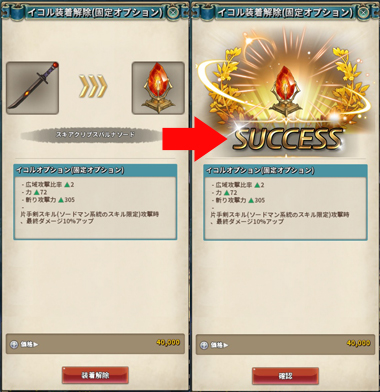 イコル装着解除(固定オプション)
スキアクリプスバルナソード
イコルオプション(固定オプション)
- 広域攻撃比率 ▲2
- 力 ▲72
- 斬り攻撃力 ▲305
-
片手剣スキル(ソードマン系統のスキル限定)攻撃時
、最終ダメージ10%アップ
価格▶ 40,000
装着解除
イコル装着解除(固定オプション)
SUCCESS
イコルオプション(固定オプション)
- 広域攻撃比率 ▲2
- 力 ▲72
- 斬り攻撃力 ▲305
-
片手剣スキル(ソードマン系統のスキル限定)攻撃時
、最終ダメージ10%アップ
価格▶ 40,000
確認